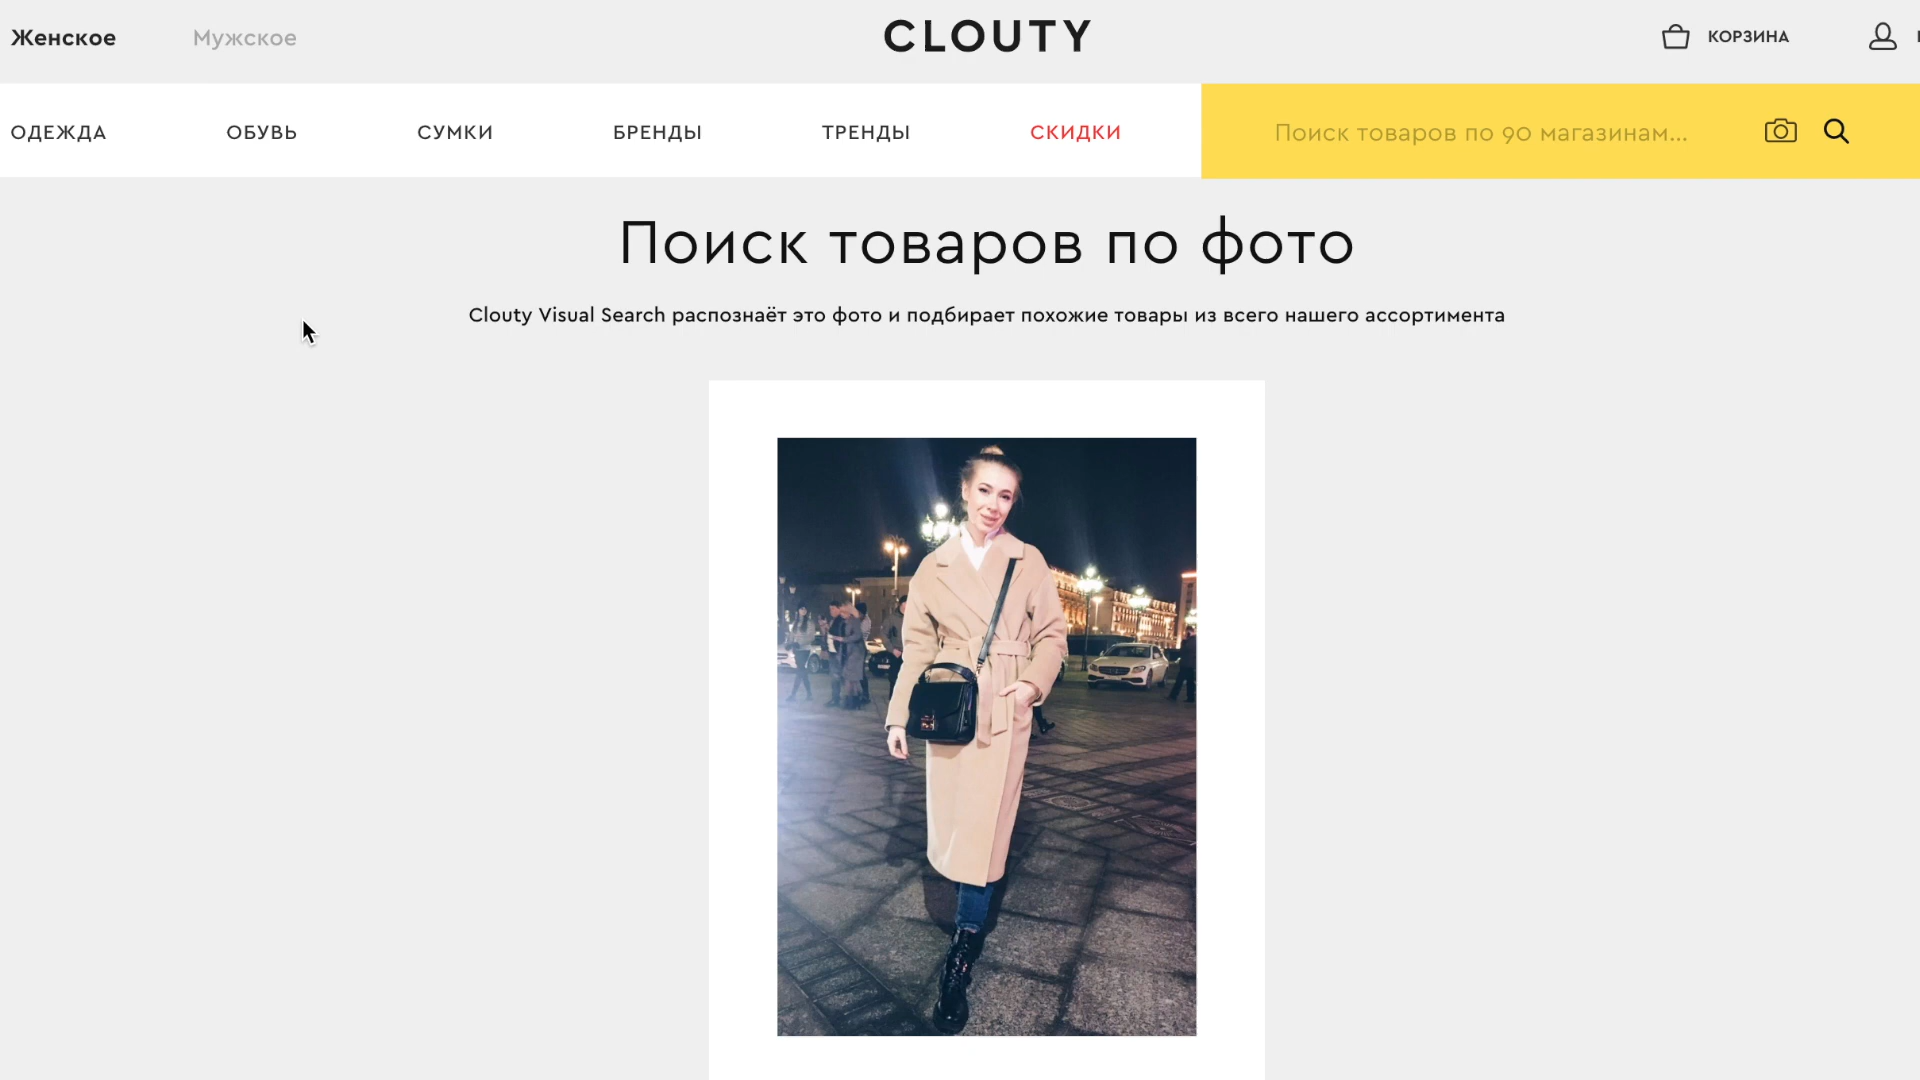 Женское
Мужское
CLOUTY
КОРЗИНА
ОДЕЖДА
ОБУВЬ
СУМКИ
БРЕНДЫ
ТРЕНДЫ
СКИДКИ
Поиск товаров по 90 магазинам...
Поиск товаров по фото
Clouty Visual Search распознаёт это фото и подбирает похожие товары из всего нашего ассортимента